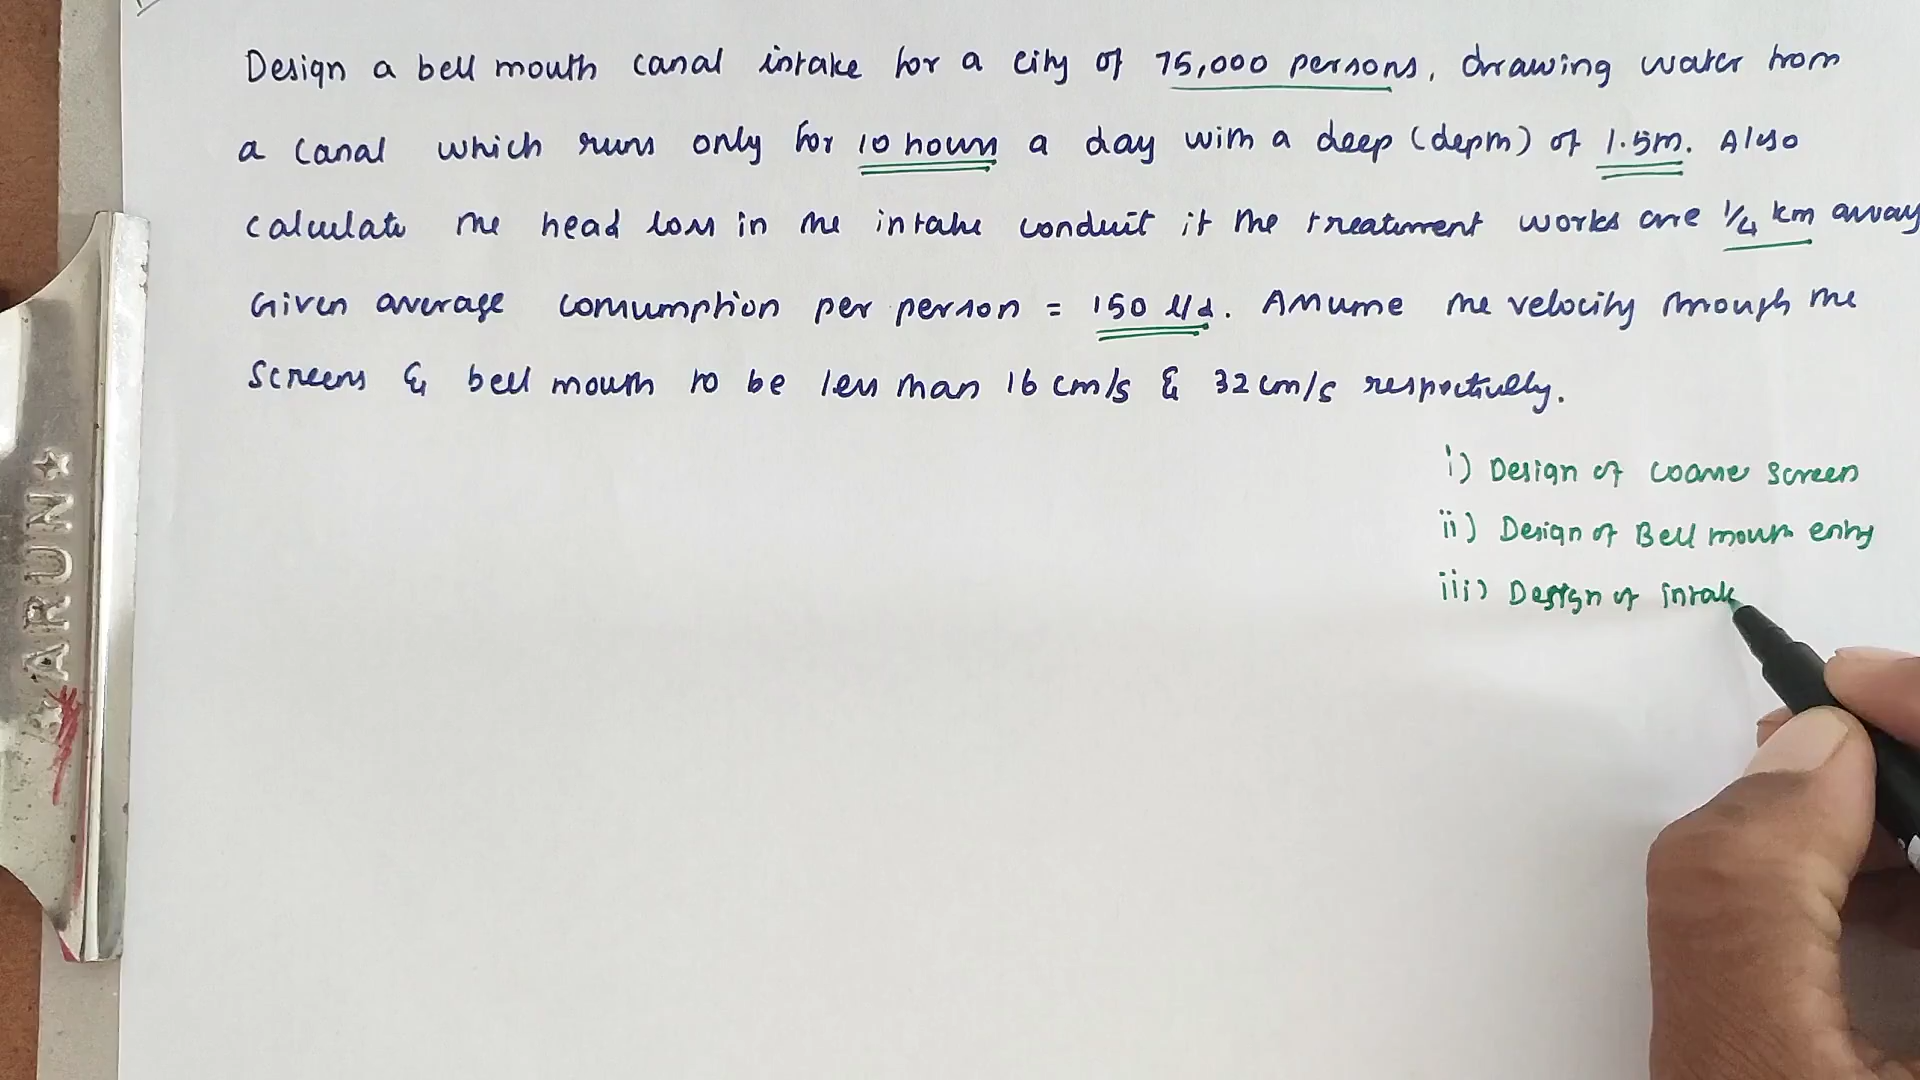 Design a bell mouth canal intake for a city of 75,000 persons, drawing water from
a canal which runs only for 10 hours a day with a deep (depth) of 1.5m. Also
calculate the head loss in the intake conduit if the treatment works are 1/4 km away
Given average consumption per person = 150 l/d. Assume the velocity through the
screens & bell mouth to be less than 16 cm/s & 32 cm/s respectively.
i) Design of coarse screen
ii) Design of Bell mouth entry
iii) Design of intak
ARUN